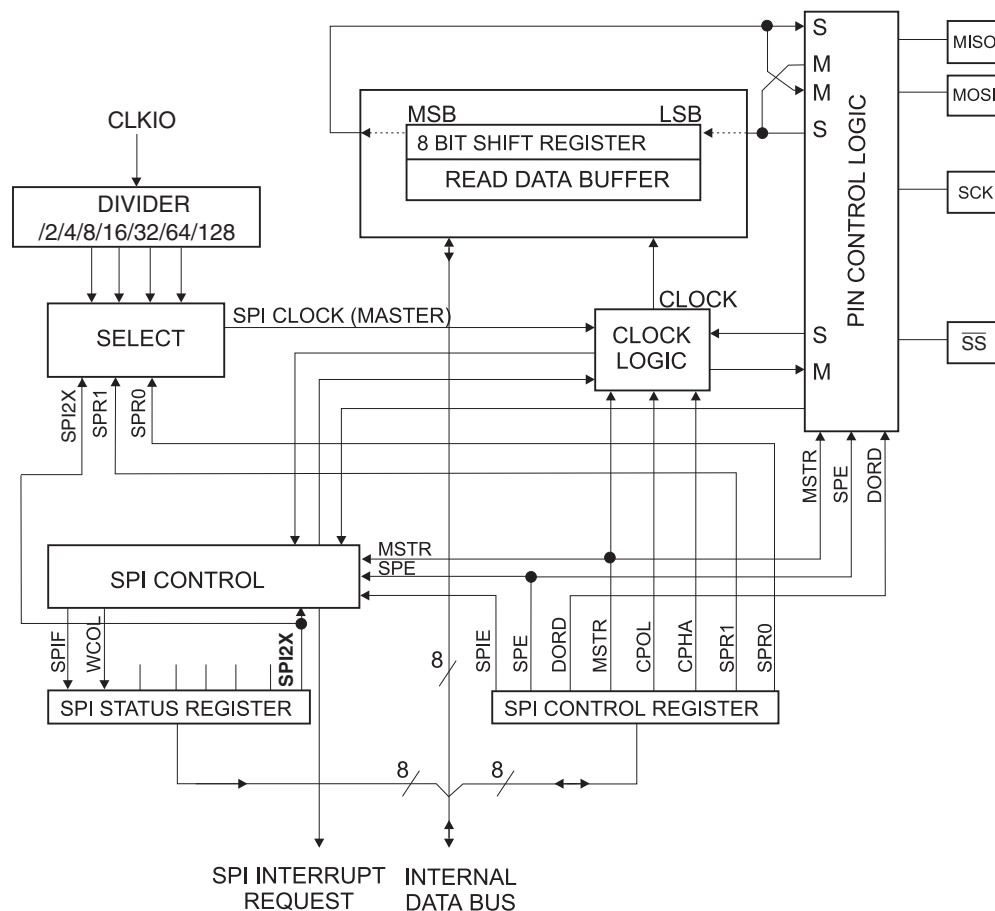 S
MISO
M
M
MOSI
MSB
LSB
S
8 BIT SHIFT REGISTER
READ DATA BUFFER
CLKIO
DIVIDER
/2/4/8/16/32/64/128
PIN CONTROL LOGIC
SCK
SELECT
SPI CLOCK (MASTER)
CLOCK
CLOCK
LOGIC
S
M
SS
SPI2X
SPR1
SPR0
MSTR
SPE
DORD
SPI CONTROL
MSTR
SPE
SPIF
WCOL
SPI2X
SPIE
SPE
DORD
MSTR
CPOL
CPHA
SPR1
SPR0
8
SPI STATUS REGISTER
SPI CONTROL REGISTER
8
8
SPI INTERRUPT
REQUEST
INTERNAL
DATA BUS